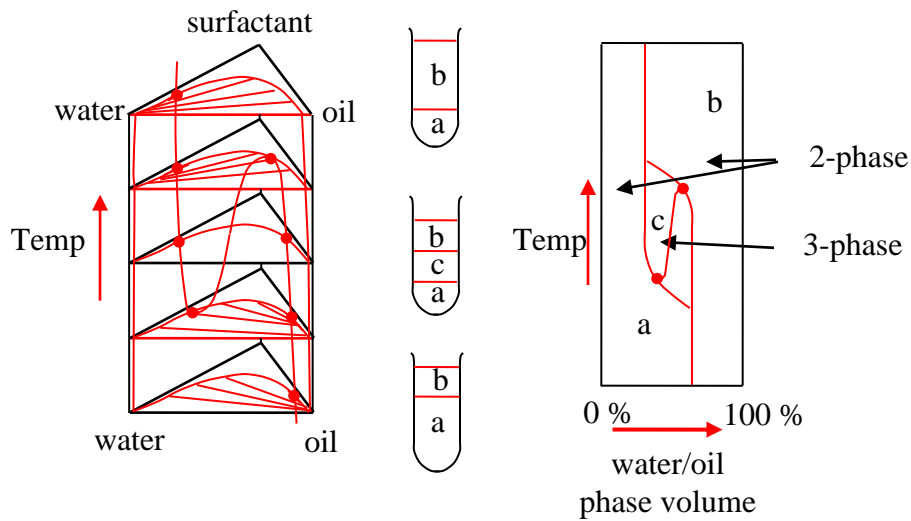 surfactant
water
oil
Temp
water
oil
b
a
b
c
a
b
a
b
2-phase
c
Temp
3-phase
a
0 %
100 %
water/oil
phase volume